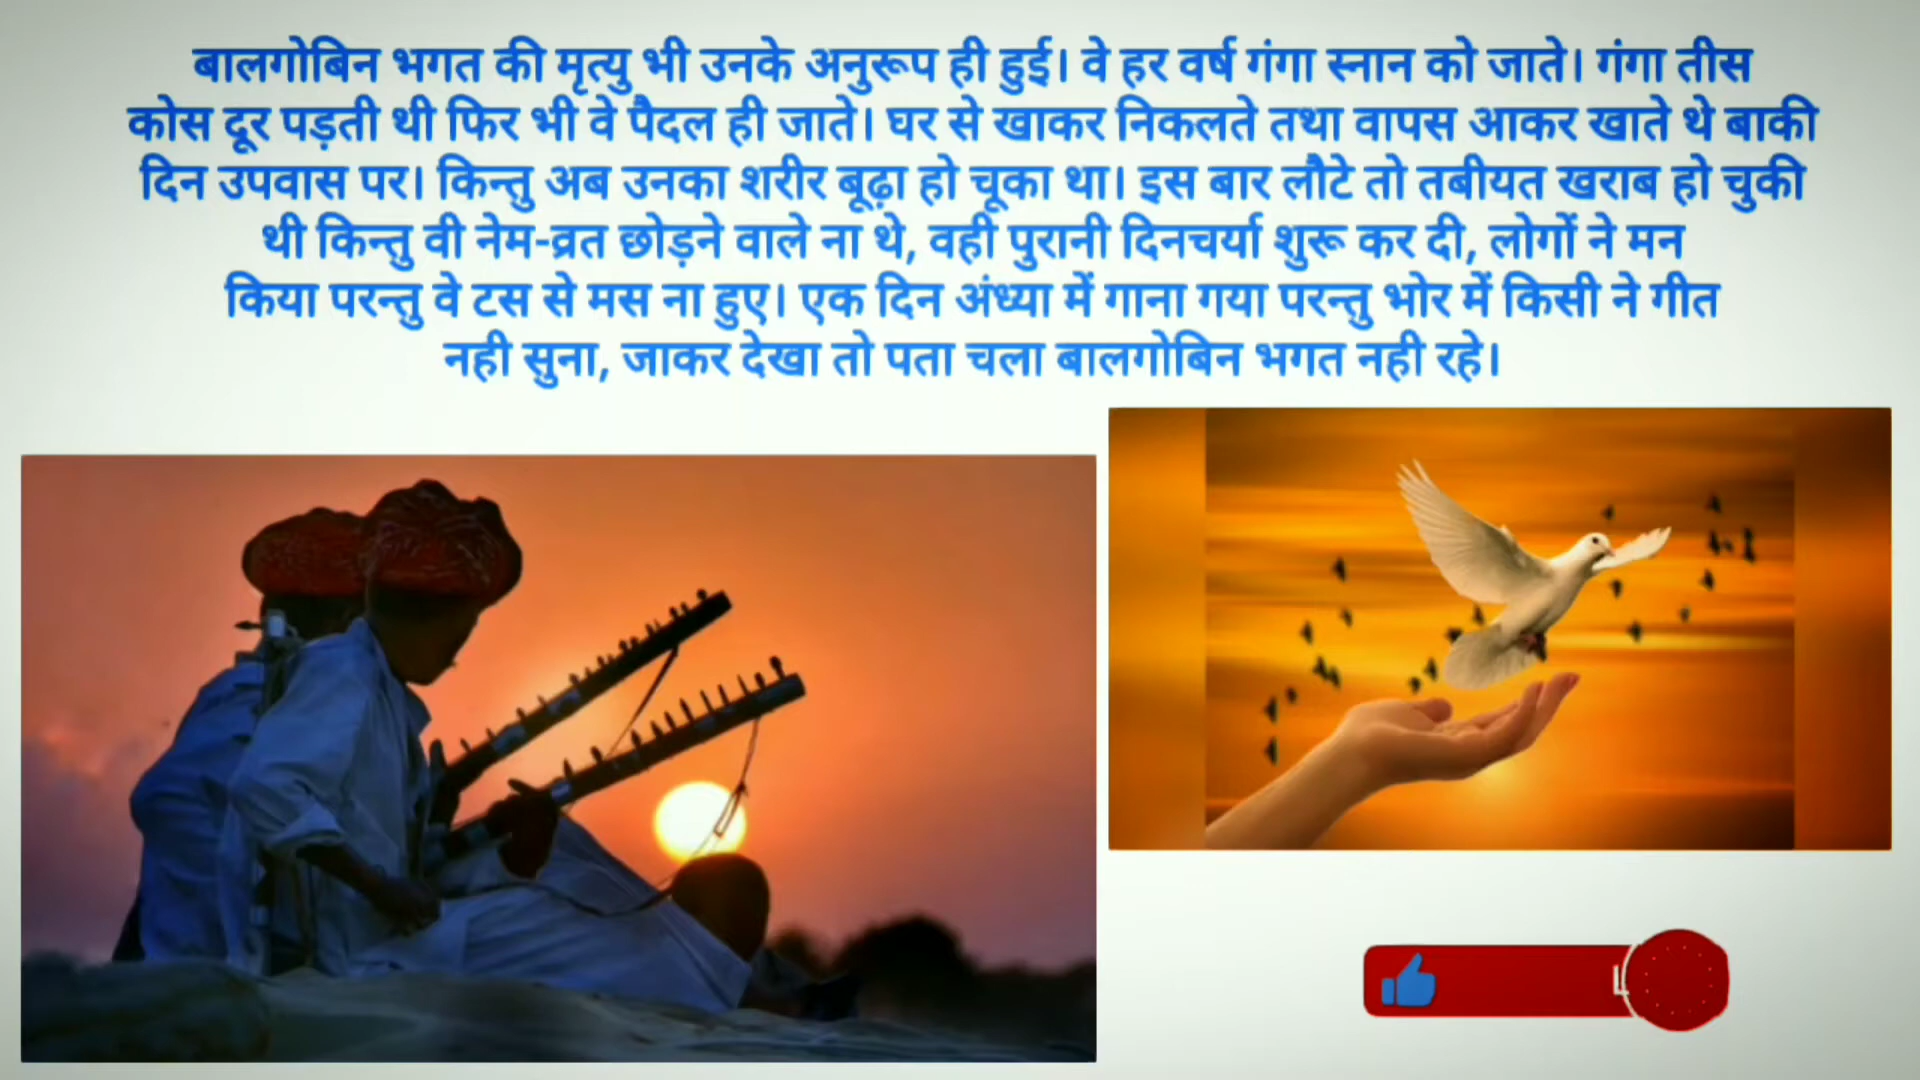 बालगोबिन भगत की मृत्यु भी उनके अनुरूप ही हुई। वे हर वर्ष गंगा स्नान को जाते। गंगा तीस
कोस दूर पड़ती थी फिर भी वे पैदल ही जाते। घर से खाकर निकलते तथा वापस आकर खाते थे बाकी
दिन उपवास पर। किन्तु अब उनका शरीर बूढ़ा हो चूका था। इस बार लौटे तो तबीयत खराब हो चुकी
थी किन्तु वी नेम-व्रत छोड़ने वाले ना थे, वही पुरानी दिनचर्या शुरू कर दी, लोगों ने मन
किया परन्तु वे टस से मस ना हुए। एक दिन अंध्या में गाना गया परन्तु भोर में किसी ने गीत
नही सुना, जाकर देखा तो पता चला बालगोबिन भगत नही रहे।